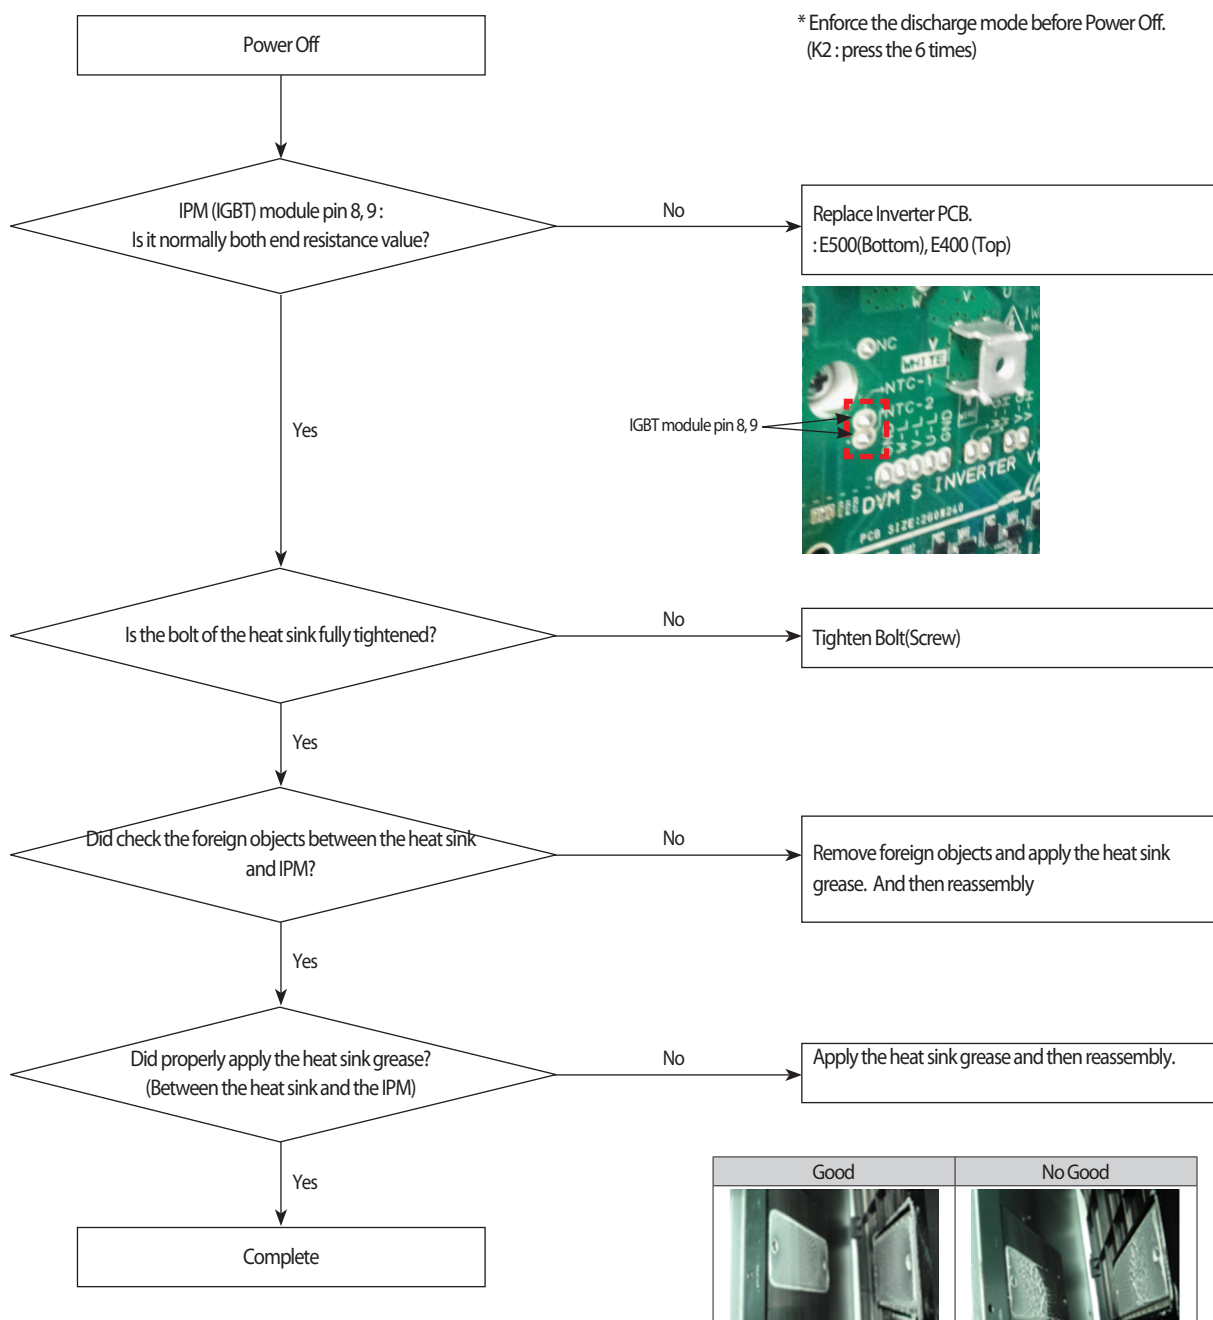 * Enforce the discharge mode before Power Off.
(K2 : press the 6 times)
Power Off
IPM (IGBT) module pin 8, 9 :
Is it normally both end resistance value?
No
Replace Inverter PCB.
: E500(Bottom), E400 (Top)
Yes
IGBT module pin 8, 9
NC
V
WHITE
NTC-1
NTC-2
W-L
V-L
U-L
GND
DVM S INVERTER
PCB SIZE:260*240
Is the bolt of the heat sink fully tightened?
No
Tighten Bolt(Screw)
Yes
Did check the foreign objects between the heat sink
and IPM?
No
Remove foreign objects and apply the heat sink
grease. And then reassembly
Yes
Did properly apply the heat sink grease?
(Between the heat sink and the IPM)
No
Apply the heat sink grease and then reassembly.
Yes
Complete
Good
No Good